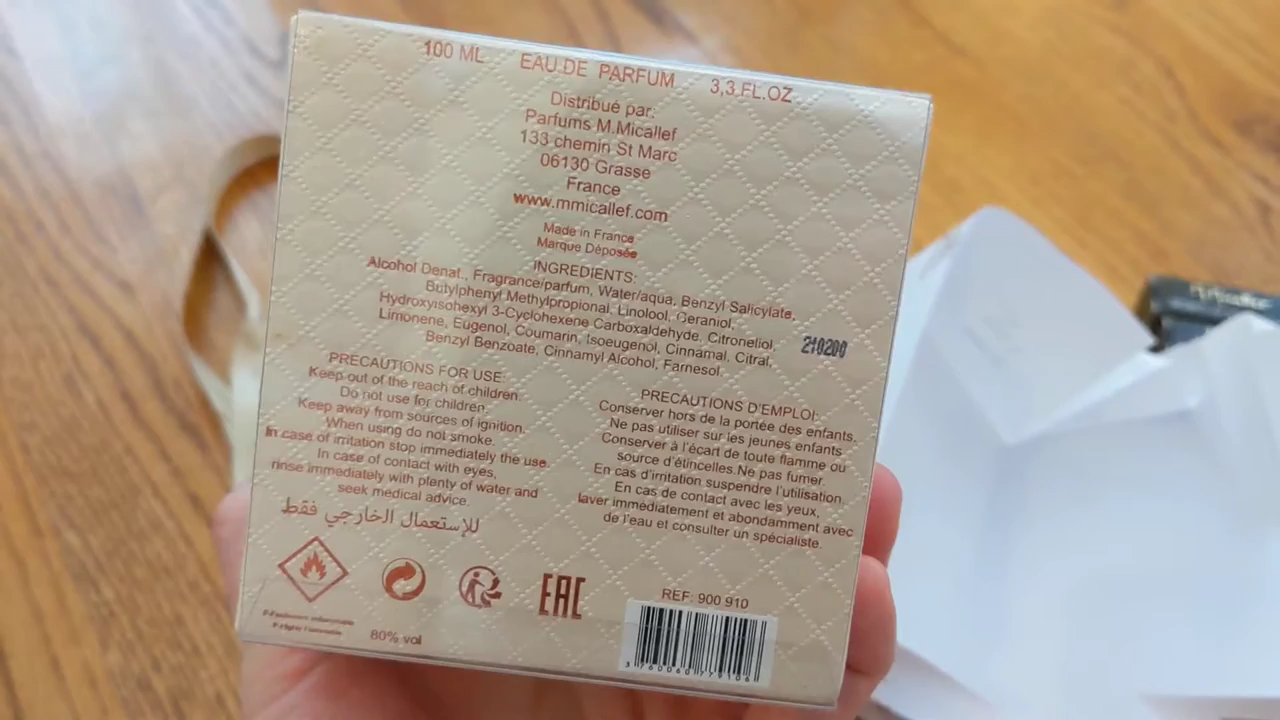 100 ML EAU DE PARFUM 3,3.FL.OZ
Distribué par:
Parfums M.Micallef
133 chemin St Marc
06130 Grasse
France
www.mmicallef.com
Made in France
Marque Déposée
INGREDIENTS:
Alcohol Denat., Fragrance/parfum, Water/aqua, Benzyl Salicylate,
Butylphenyl Methylpropional, Linolool, Geraniol,
Hydroxyisohexyl 3-Cyclohexene Carboxaldehyde, Citroneliol,
Limonene, Eugenol, Coumarin, Isoeugenol, Cinnamal, Citral,
Benzyl Benzoate, Cinnamyl Alcohol, Farnesol
210200
PRECAUTIONS FOR USE:
Keep out of the reach of children.
Do not use for children.
Keep away from sources of ignition.
When using do not smoke.
In case of irritation stop immediately the use.
In case of contact with eyes,
rinse immediately with plenty of water and
seek medical advice.
للإستعمال الخارجي فقط
PRECAUTIONS D'EMPLOI:
Conserver hors de la portée des enfants.
Ne pas utiliser sur les jeunes enfants
Conserver à l'écart de toute flamme ou
source d'étincelles.Ne pas fumer.
En cas d'irritation suspendre l'utilisation.
En cas de contact avec les yeux,
laver immédiatement et abondamment avec
de l'eau et consulter un spécialiste.
EAC
80% vol
REF: 900 910
3 760060 779106